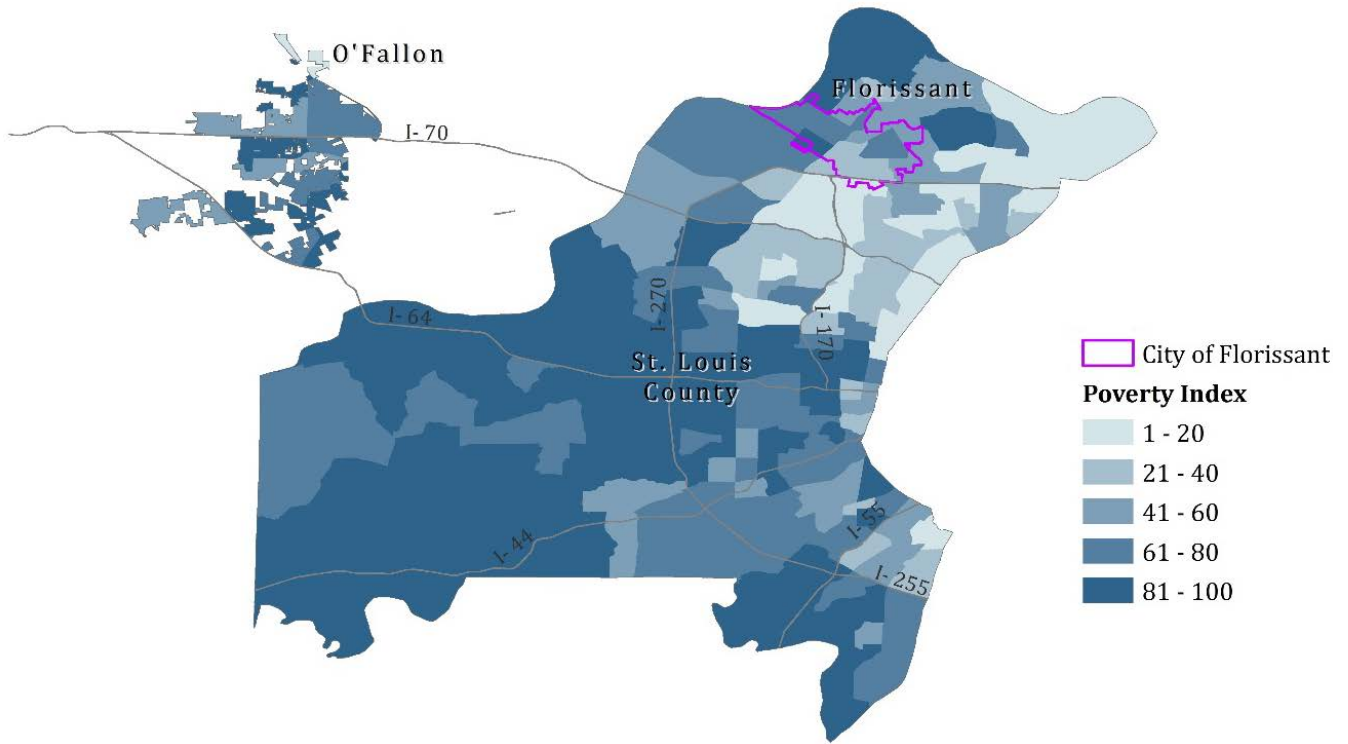 O'Fallon
Florissant
I- 70
I- 270
I- 64
I- 170
St. Louis
County
I- 44
I- 55
I- 255
City of Florissant
Poverty Index
1 - 20
21 - 40
41 - 60
61 - 80
81 - 100